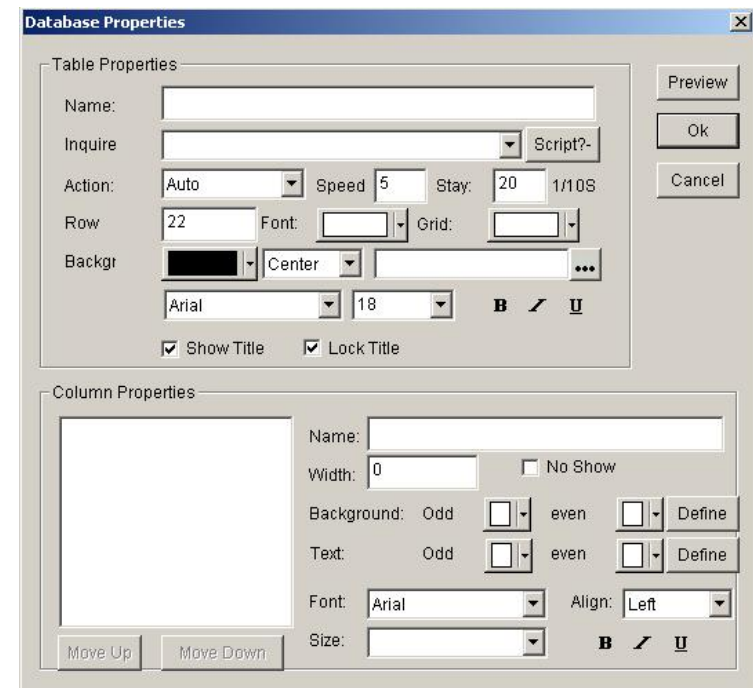 Database Properties
Table Properties
Preview
Name:
Inquire Script?-
Ok
Action: Auto Speed 5 Stay: 20 1/10S
Cancel
Row 22 Font: Grid:
Backgr Center ...
Arial 18 B I U
Show Title Lock Title
Column Properties
Name:
Width: 0 No Show
Background: Odd even Define
Text: Odd even Define
Font: Arial Align: Left
Size: B I U
Move Up Move Down